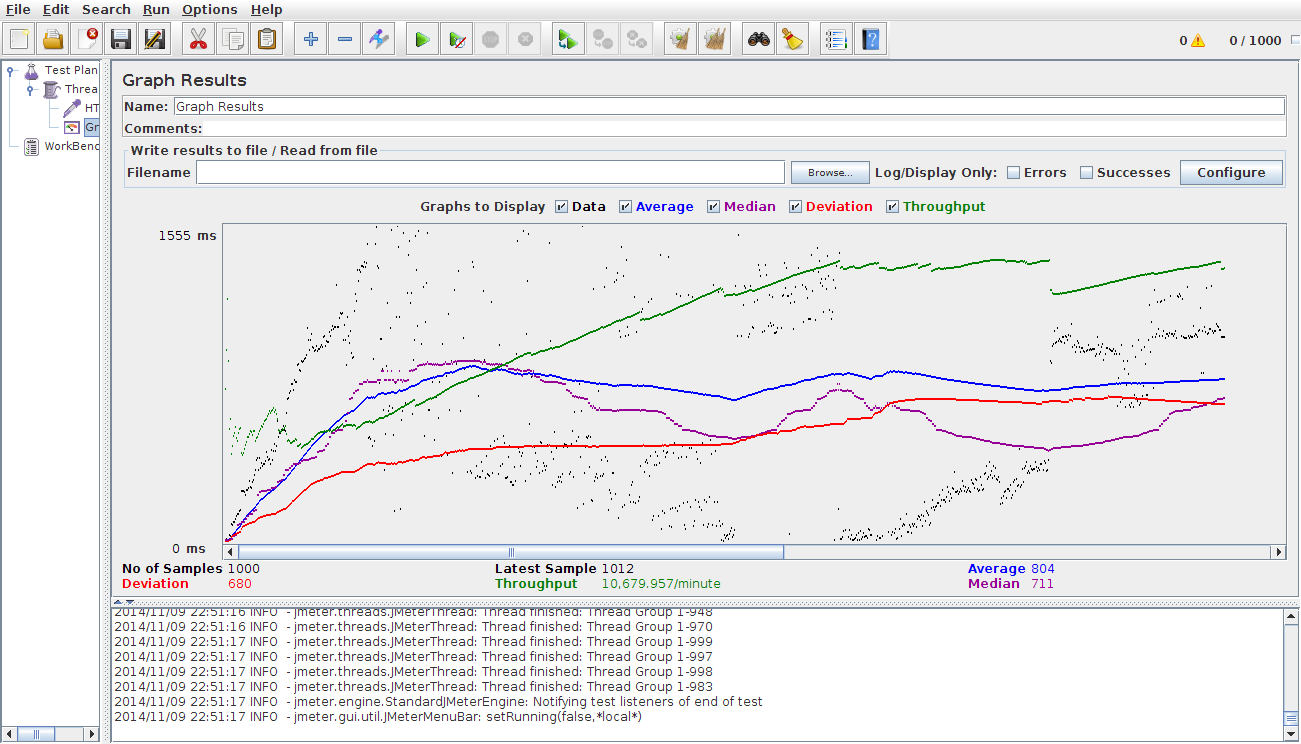 File Edit Search Run Options Help
0 0 / 1000
Test Plan
Threa
HT
Gr
WorkBenc
Graph Results
Name: Graph Results
Comments:
Write results to file / Read from file
Filename Browse... Log/Display Only: Errors Successes Configure
Graphs to Display Data Average Median Deviation Throughput
1555 ms
0 ms
No of Samples 1000 Latest Sample 1012 Average 804
Deviation 680 Throughput 10,679.957/minute Median 711
2014/11/09 22:51:16 INFO - jmeter.threads.JMeterThread: Thread finished: Thread Group 1-948
2014/11/09 22:51:16 INFO - jmeter.threads.JMeterThread: Thread finished: Thread Group 1-970
2014/11/09 22:51:17 INFO - jmeter.threads.JMeterThread: Thread finished: Thread Group 1-999
2014/11/09 22:51:17 INFO - jmeter.threads.JMeterThread: Thread finished: Thread Group 1-997
2014/11/09 22:51:17 INFO - jmeter.threads.JMeterThread: Thread finished: Thread Group 1-998
2014/11/09 22:51:17 INFO - jmeter.threads.JMeterThread: Thread finished: Thread Group 1-983
2014/11/09 22:51:17 INFO - jmeter.engine.StandardJMeterEngine: Notifying test listeners of end of test
2014/11/09 22:51:17 INFO - jmeter.gui.util.JMeterMenuBar: setRunning(false,*local*)